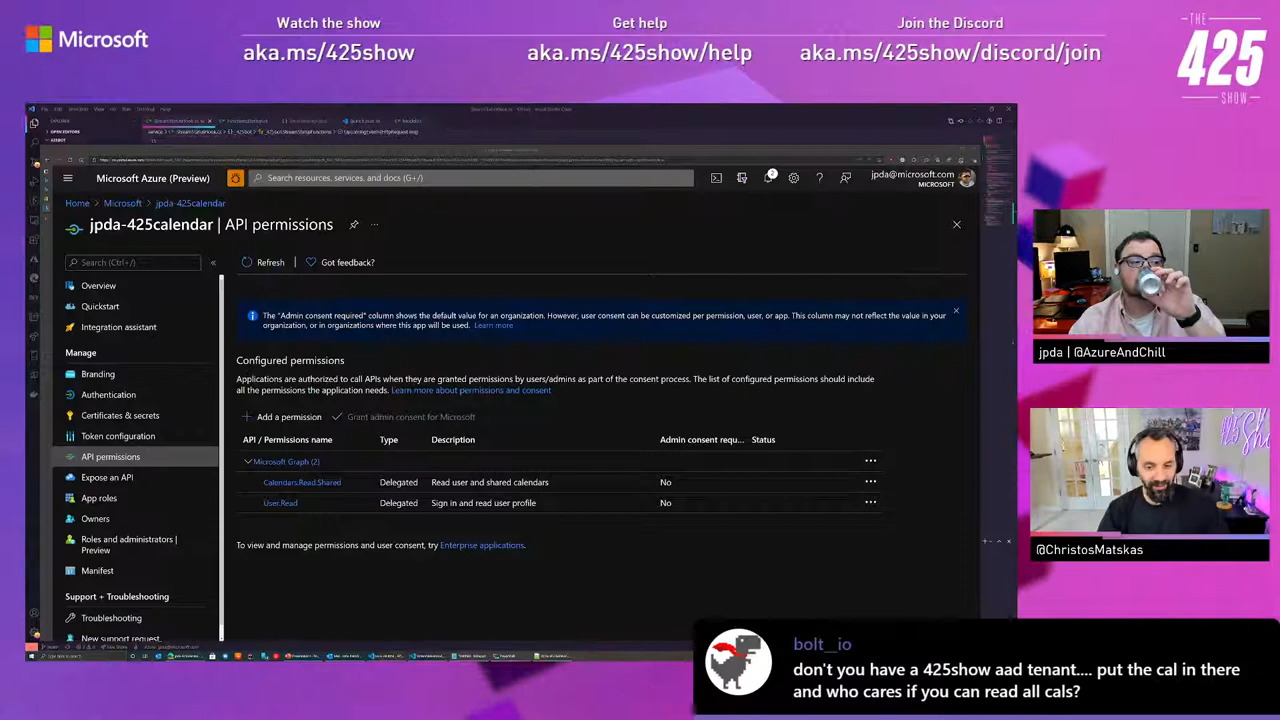 Microsoft
Watch the show
aka.ms/425show
Get help
aka.ms/425show/help
Join the Discord
aka.ms/425show/discord/join
THE
425
SHOW
Microsoft Azure (Preview)
Search resources, services, and docs (G+/)
2
jpda@microsoft.com
MICROSOFT
Home
Microsoft
jpda-425calendar
jpda-425calendar | API permissions
Search (Ctrl+/)
Refresh
Got feedback?
Overview
Quickstart
Integration assistant
Manage
Branding
Authentication
Certificates & secrets
Token configuration
API permissions
Expose an API
App roles
Owners
Roles and administrators |
Preview
Manifest
Support + Troubleshooting
Troubleshooting
New support request
The "Admin consent required" column shows the default value for an organization. However, user consent can be customized per permission, user, or app. This column may not reflect the value in your
organization, or in organizations where this app will be used. Learn more
Configured permissions
Applications are authorized to call APIs when they are granted permissions by users/admins as part of the consent process. The list of configured permissions should include
all the permissions the application needs. Learn more about permissions and consent
Add a permission
Grant admin consent for Microsoft
API / Permissions name Type Description Admin consent requ... Status
Microsoft Graph (2)
Calendars.Read.Shared Delegated Read user and shared calendars No
User.Read Delegated Sign in and read user profile No
To view and manage permissions and user consent, try Enterprise applications.
jpda | @AzureAndChill
@ChristosMatskas
bolt__io
don't you have a 425show aad tenant.... put the cal in there
and who cares if you can read all cals?